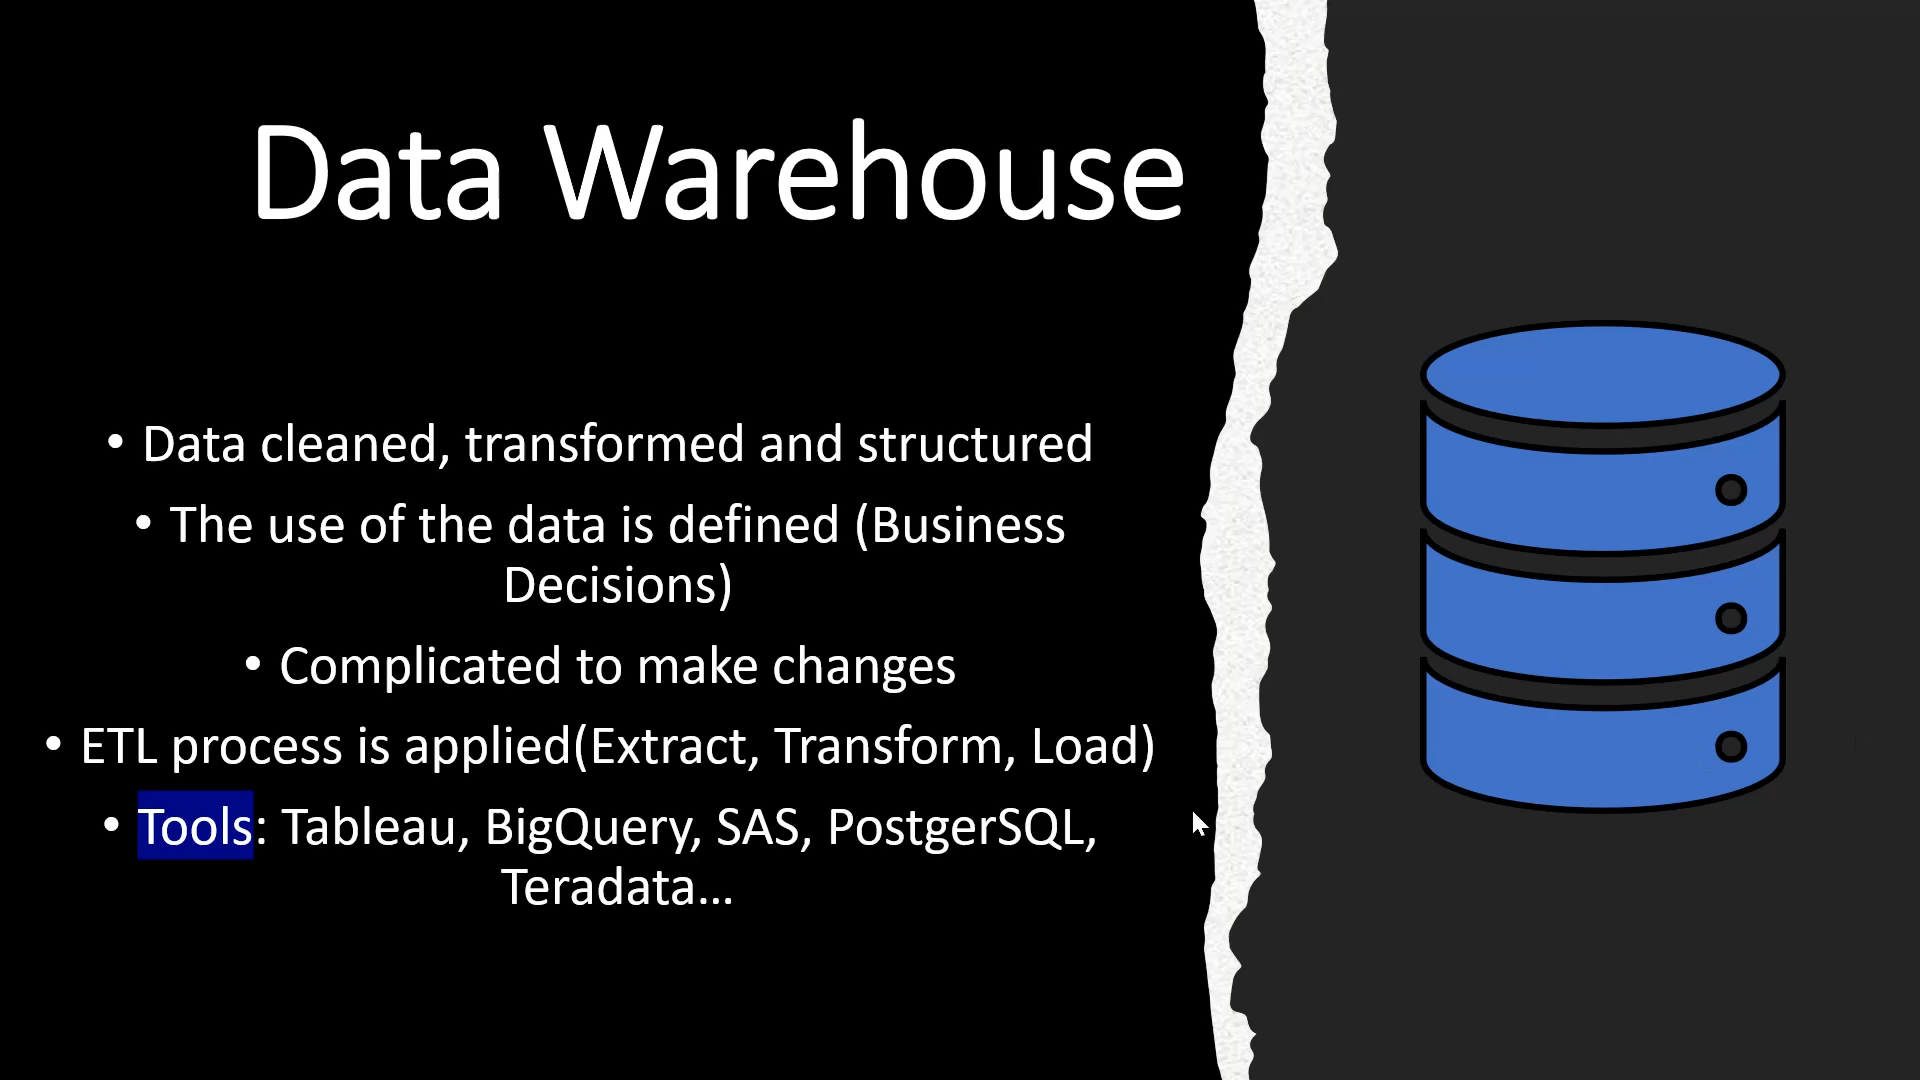 Data Warehouse
• Data cleaned, transformed and structured
• The use of the data is defined (Business
Decisions)
• Complicated to make changes
• ETL process is applied(Extract, Transform, Load)
• Tools: Tableau, BigQuery, SAS, PostgerSQL,
Teradata...